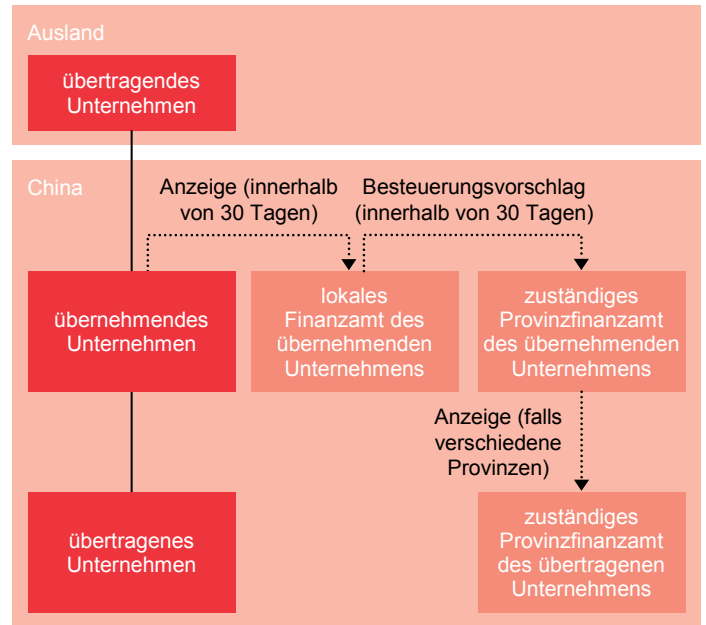 Ausland
übertragendes
Unternehmen
China
Anzeige (innerhalb
von 30 Tagen)
Besteuerungsvorschlag
(innerhalb von 30 Tagen)
übernehmendes
Unternehmen
lokales
Finanzamt des
übernehmenden
Unternehmens
zuständiges
Provinzfinanzamt
des übernehmenden
Unternehmens
Anzeige (falls
verschiedene
Provinzen)
übertragenes
Unternehmen
zuständiges
Provinzfinanzamt
des übertragenen
Unternehmens